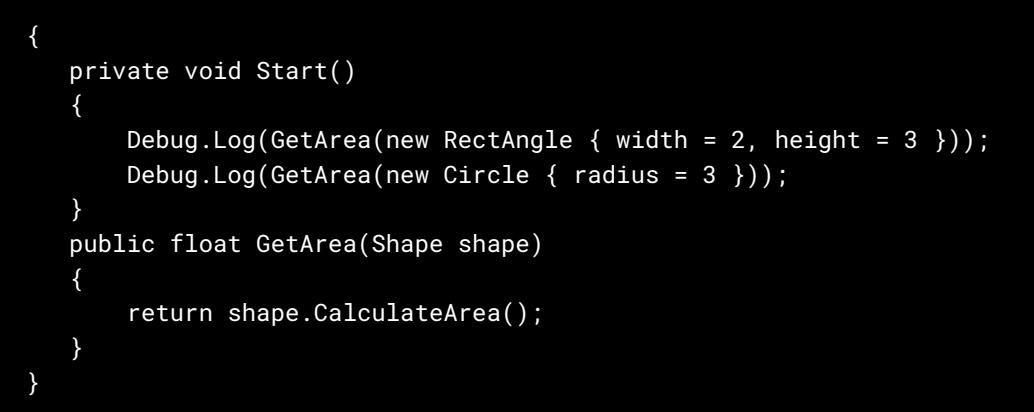 {
private void Start()
{
Debug.Log(GetArea(new RectAngle { width = 2, height = 3 }));
Debug.Log(GetArea(new Circle { radius = 3 }));
}
public float GetArea(Shape shape)
{
return shape.CalculateArea();
}
}